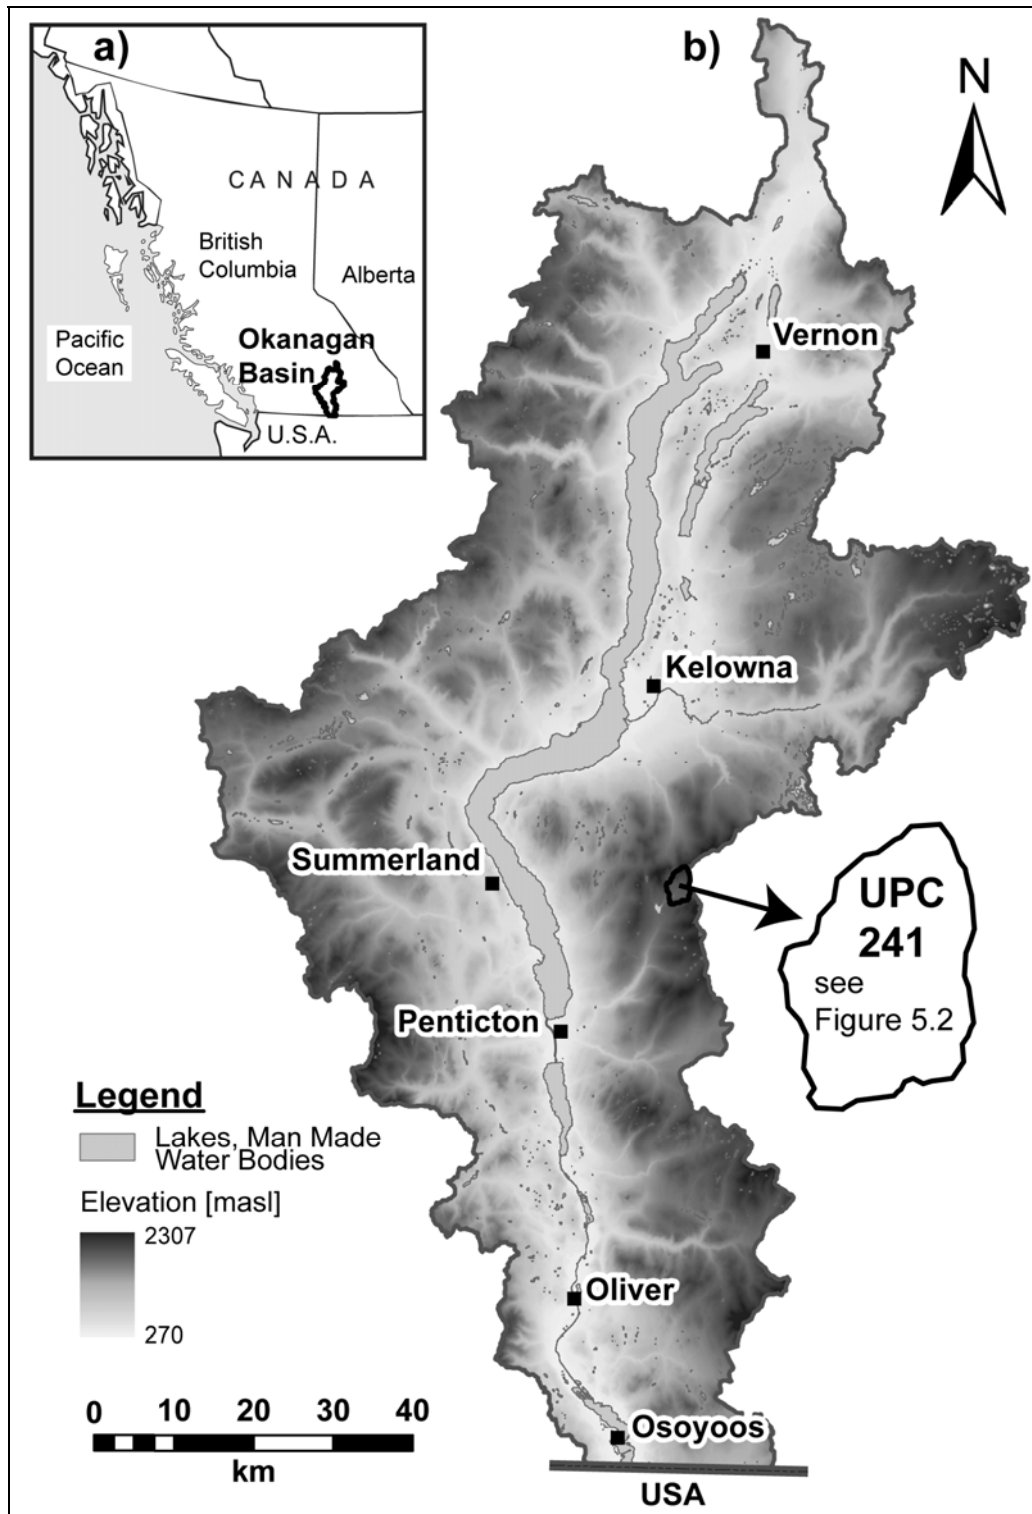 a)
CANADA
British
Columbia
Alberta
Pacific
Ocean
Okanagan
Basin
U.S.A.
b)
N
Vernon
Kelowna
Summerland
UPC
241
see
Figure 5.2
Penticton
Legend
Lakes, Man Made
Water Bodies
Elevation [masl]
2307
270
Oliver
0 10 20 30 40
km
Osoyoos
USA